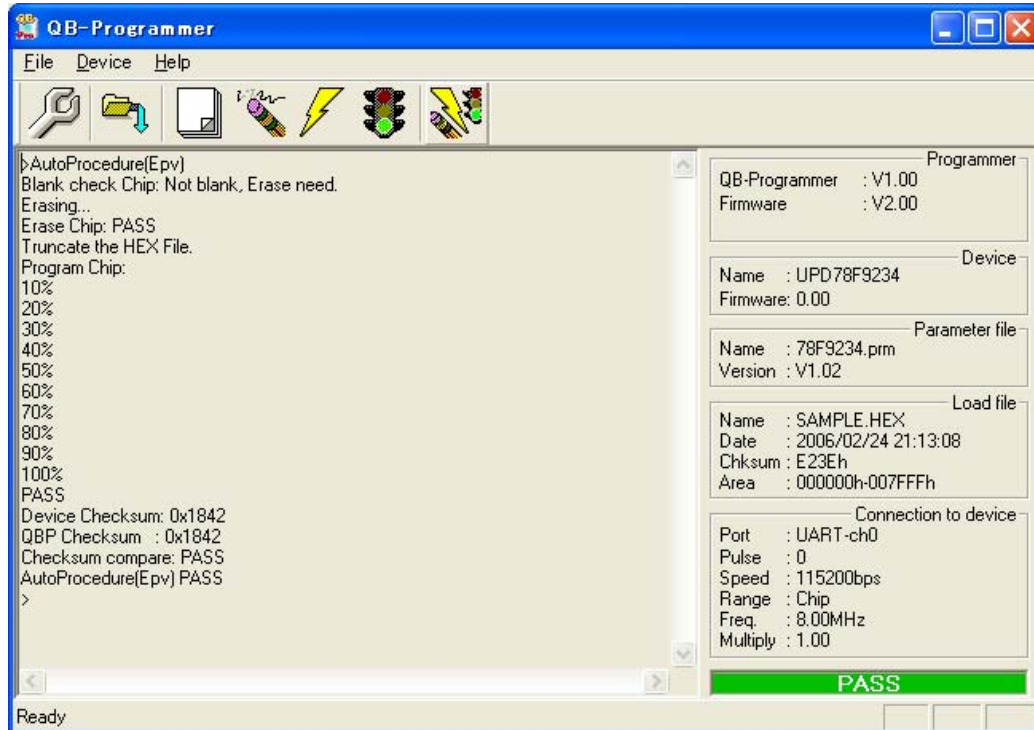 QB-Programmer
File Device Help
>AutoProcedure(Epv)
Blank check Chip: Not blank, Erase need.
Erasing...
Erase Chip: PASS
Truncate the HEX File.
Program Chip:
10%
20%
30%
40%
50%
60%
70%
80%
90%
100%
PASS
Device Checksum: 0x1842
QBP Checksum : 0x1842
Checksum compare: PASS
AutoProcedure(Epv) PASS
>
Programmer
QB-Programmer : V1.00
Firmware : V2.00
Device
Name : UPD78F9234
Firmware: 0.00
Parameter file
Name : 78F9234.prm
Version : V1.02
Load file
Name : SAMPLE.HEX
Date : 2006/02/24 21:13:08
Chksum : E23Eh
Area : 000000h-007FFFh
Connection to device
Port : UART-ch0
Pulse : 0
Speed : 115200bps
Range : Chip
Freq. : 8.00MHz
Multiply : 1.00
PASS
Ready